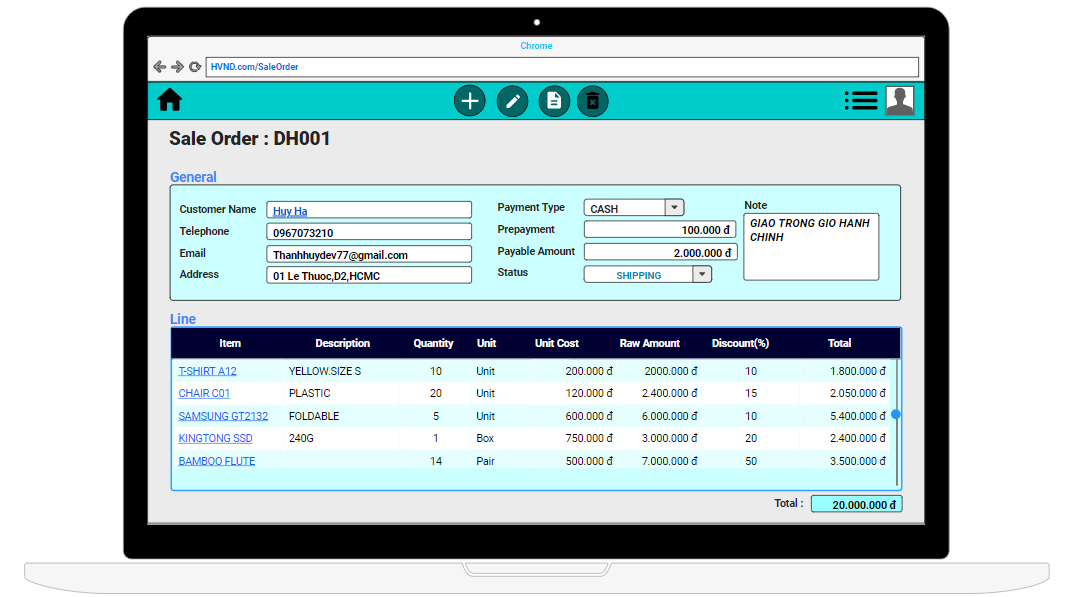 Chrome
HVND.com/SaleOrder
Sale Order : DH001
General
Customer Name Huy Ha
Telephone 0967073210
Email Thanhhuydev77@gmail.com
Address 01 Le Thuoc,D2,HCMC
Payment Type CASH
Prepayment 100.000 đ
Payable Amount 2.000.000 đ
Status SHIPPING
Note
GIAO TRONG GIO HANH
CHINH
Line
Item Description Quantity Unit Unit Cost Raw Amount Discount(%) Total
T-SHIRT A12 YELLOW.SIZE S 10 Unit 200.000 đ 2000.000 đ 10 1.800.000 đ
CHAIR C01 PLASTIC 20 Unit 120.000 đ 2.400.000 đ 15 2.050.000 đ
SAMSUNG GT2132 FOLDABLE 5 Unit 600.000 đ 6.000.000 đ 10 5.400.000 đ
KINGTONG SSD 240G 1 Box 750.000 đ 3.000.000 đ 20 2.400.000 đ
BAMBOO FLUTE 14 Pair 500.000 đ 7.000.000 đ 50 3.500.000 đ
Total : 20.000.000 đ